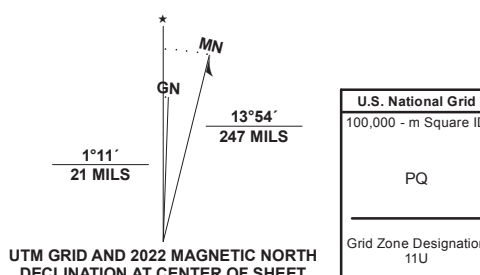 ★
MN
GN
13°54´
247 MILS
1°11´
21 MILS
UTM GRID AND 2022 MAGNETIC NORTH
DECLINATION AT CENTER OF SHEET
U.S. National Grid
100,000 - m Square ID
PQ
Grid Zone Designation
11U